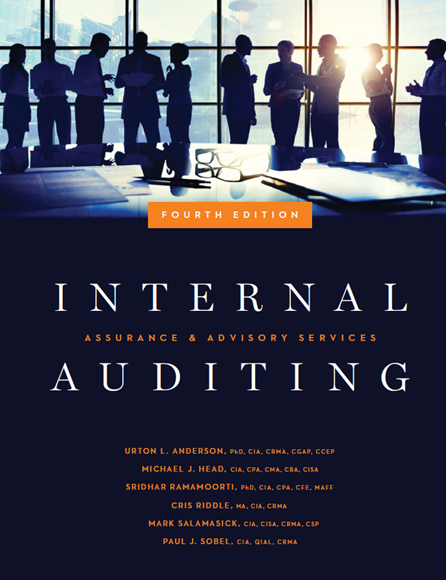 FOURTH EDITION
INTERNAL
ASSURANCE & ADVISORY SERVICES
AUDITING
URTON L. ANDERSON, PhD, CIA, CRMA, CGAP, CCEP
MICHAEL J. HEAD, CIA, CPA, CMA, CBA, CISA
SRIDHAR RAMAMOORTI, PhD, CIA, CPA, CFE, MAFF
CRIS RIDDLE, MA, CIA, CRMA
MARK SALAMASICK, CIA, CISA, CRMA, CSP
PAUL J. SOBEL, CIA, QIAL, CRMA